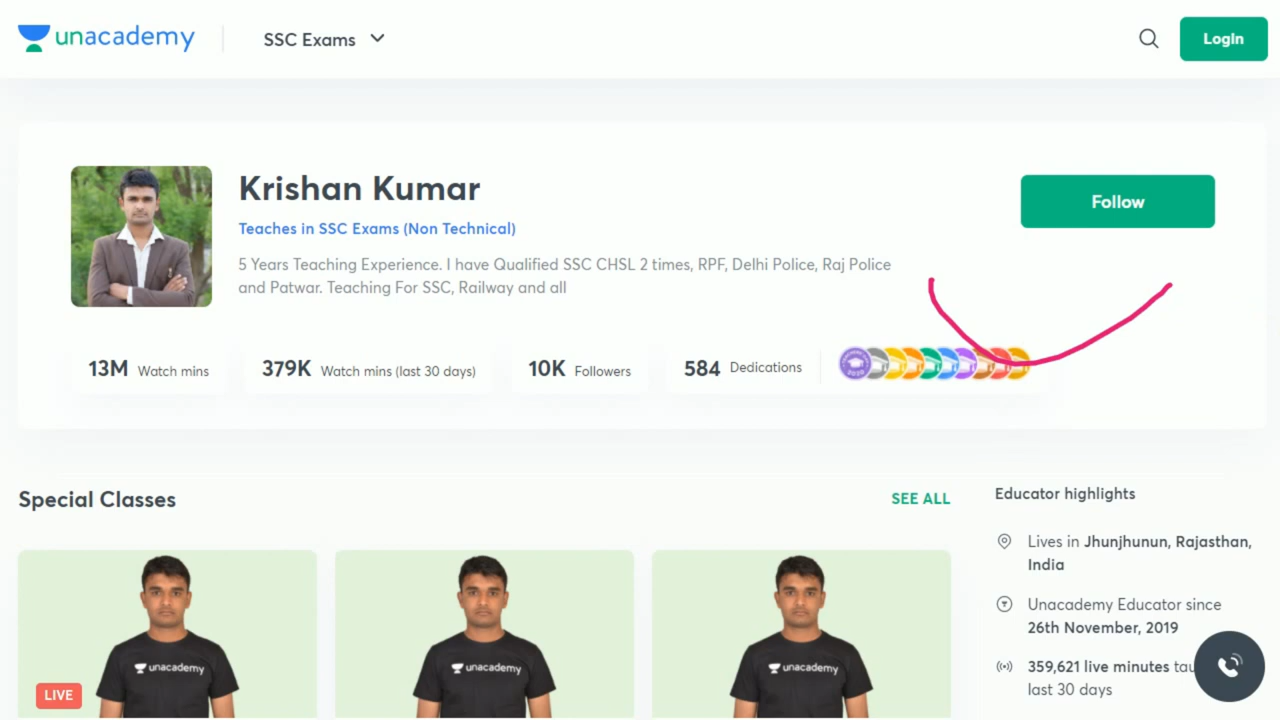 unacademy
SSC Exams
Login
Krishan Kumar
Teaches in SSC Exams (Non Technical)
5 Years Teaching Experience. I have Qualified SSC CHSL 2 times, RPF, Delhi Police, Raj Police
and Patwar. Teaching For SSC, Railway and all
Follow
13M Watch mins
379K Watch mins (last 30 days)
10K Followers
584 Dedications
Special Classes
SEE ALL
LIVE
unacademy
unacademy
unacademy
Educator highlights
Lives in Jhunjhunun, Rajasthan,
India
Unacademy Educator since
26th November, 2019
359,621 live minutes
last 30 days